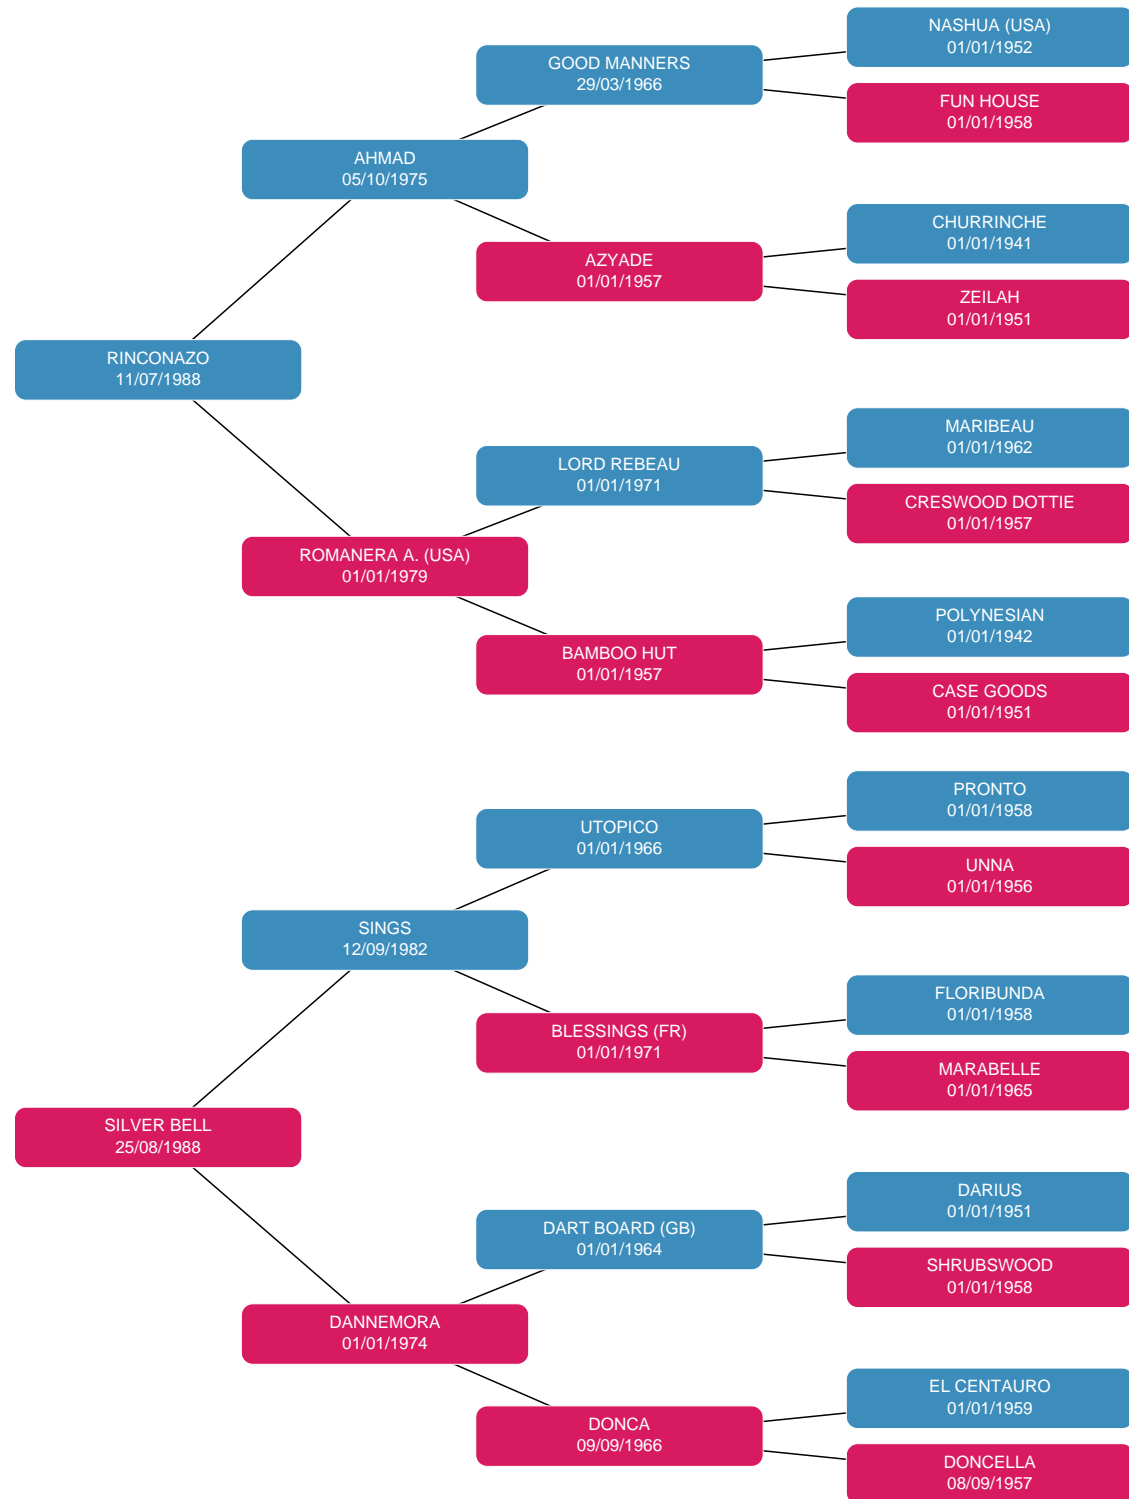 NASHUA (USA)
01/01/1952
GOOD MANNERS
29/03/1966
FUN HOUSE
01/01/1958
AHMAD
05/10/1975
CHURRINCHE
01/01/1941
AZYADE
01/01/1957
ZEILAH
01/01/1951
RINCONAZO
11/07/1988
MARIBEAU
01/01/1962
LORD REBEAU
01/01/1971
CRESWOOD DOTTIE
01/01/1957
ROMANERA A. (USA)
01/01/1979
POLYNESIAN
01/01/1942
BAMBOO HUT
01/01/1957
CASE GOODS
01/01/1951
PRONTO
01/01/1958
UTOPICO
01/01/1966
UNNA
01/01/1956
SINGS
12/09/1982
FLORIBUNDA
01/01/1958
BLESSINGS (FR)
01/01/1971
MARABELLE
01/01/1965
SILVER BELL
25/08/1988
DARIUS
01/01/1951
DART BOARD (GB)
01/01/1964
SHRUBSWOOD
01/01/1958
DANNEMORA
01/01/1974
EL CENTAURO
01/01/1959
DONCA
09/09/1966
DONCELLA
08/09/1957